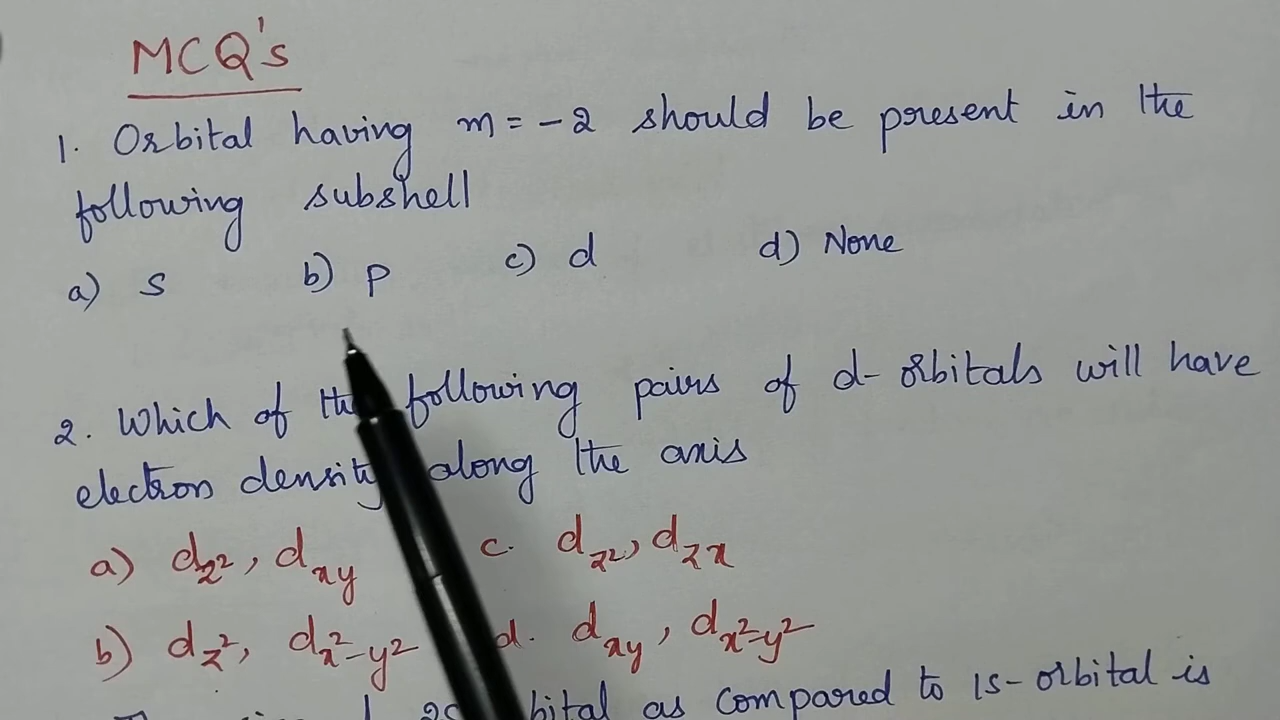 MCQ's
1. Orbital having m = -2 should be present in the
following subshell
a) s b) p c) d d) None
2. Which of the following pairs of d-orbitals will have
electron density along the axis
a) dz², dxy c. dz², dzx
b) dz², dx²-y² d. dxy, dx²-y²
as compared to 1s-orbital is